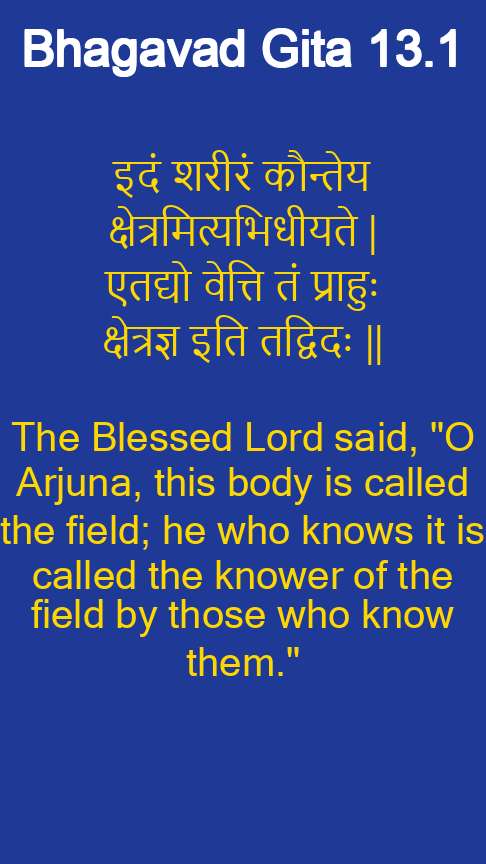 Bhagavad Gita 13.1
इदं शरीरं कौन्तेय
क्षेत्रमित्यभिधीयते |
एतद्यो वेत्ति तं प्राहुः
क्षेत्रज्ञ इति तद्विदः ||
The Blessed Lord said, "O
Arjuna, this body is called
the field; he who knows it is
called the knower of the
field by those who know
them."